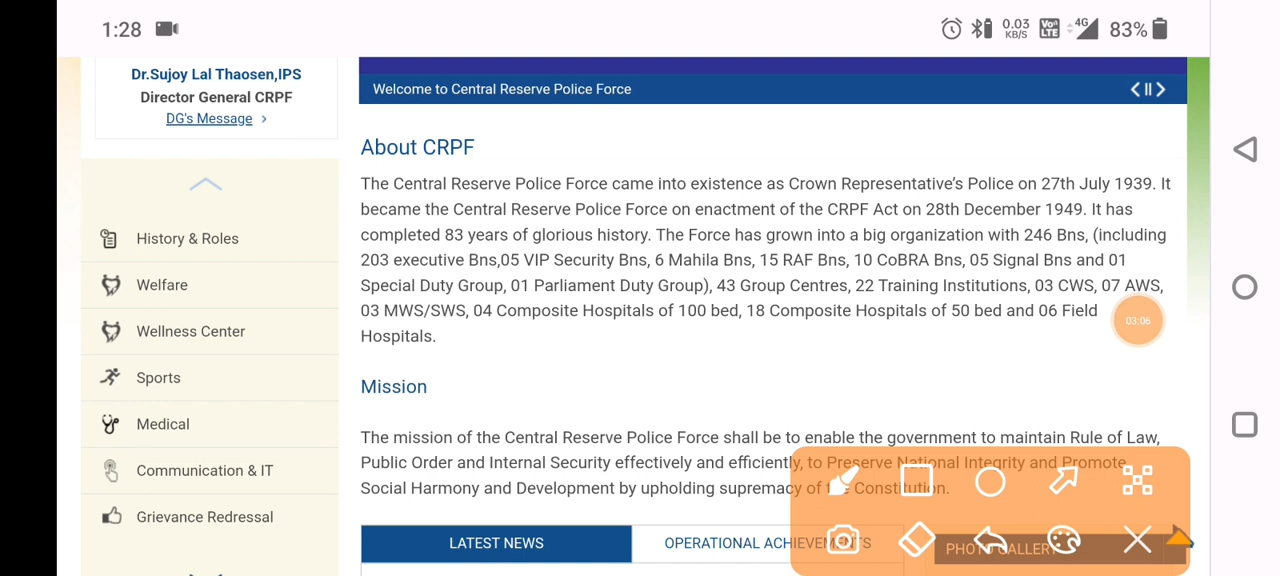 1:28
0.03 KB/S
Vo) LTE
4G
83%
Dr.Sujoy Lal Thaosen,IPS
Director General CRPF
DG's Message
Welcome to Central Reserve Police Force
History & Roles
Welfare
Wellness Center
Sports
Medical
Communication & IT
Grievance Redressal
About CRPF
The Central Reserve Police Force came into existence as Crown Representative's Police on 27th July 1939. It
became the Central Reserve Police Force on enactment of the CRPF Act on 28th December 1949. It has
completed 83 years of glorious history. The Force has grown into a big organization with 246 Bns, (including
203 executive Bns,05 VIP Security Bns, 6 Mahila Bns, 15 RAF Bns, 10 CoBRA Bns, 05 Signal Bns and 01
Special Duty Group, 01 Parliament Duty Group), 43 Group Centres, 22 Training Institutions, 03 CWS, 07 AWS,
03 MWS/SWS, 04 Composite Hospitals of 100 bed, 18 Composite Hospitals of 50 bed and 06 Field
Hospitals.
03:06
Mission
The mission of the Central Reserve Police Force shall be to enable the government to maintain Rule of Law,
Public Order and Internal Security effectively and efficiently, to Preserve National Integrity and Promote
Social Harmony and Development by upholding supremacy of the Constitution.
LATEST NEWS
OPERATIONAL ACHIEVEMENTS
PHOTO GALLERY